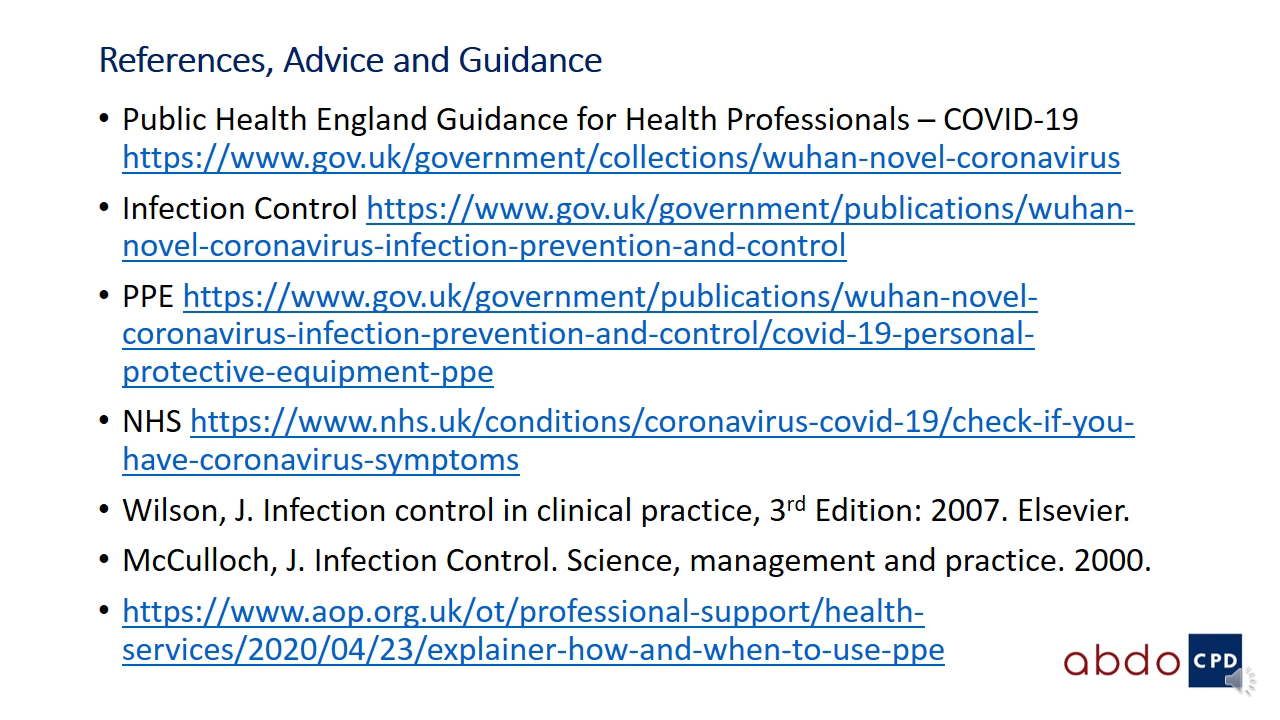 References, Advice and Guidance
• Public Health England Guidance for Health Professionals – COVID-19
https://www.gov.uk/government/collections/wuhan-novel-coronavirus
• Infection Control https://www.gov.uk/government/publications/wuhan-
novel-coronavirus-infection-prevention-and-control
• PPE https://www.gov.uk/government/publications/wuhan-novel-
coronavirus-infection-prevention-and-control/covid-19-personal-
protective-equipment-ppe
• NHS https://www.nhs.uk/conditions/coronavirus-covid-19/check-if-you-
have-coronavirus-symptoms
• Wilson, J. Infection control in clinical practice, 3rd Edition: 2007. Elsevier.
• McCulloch, J. Infection Control. Science, management and practice. 2000.
• https://www.aop.org.uk/ot/professional-support/health-
services/2020/04/23/explainer-how-and-when-to-use-ppe
abdo CPD